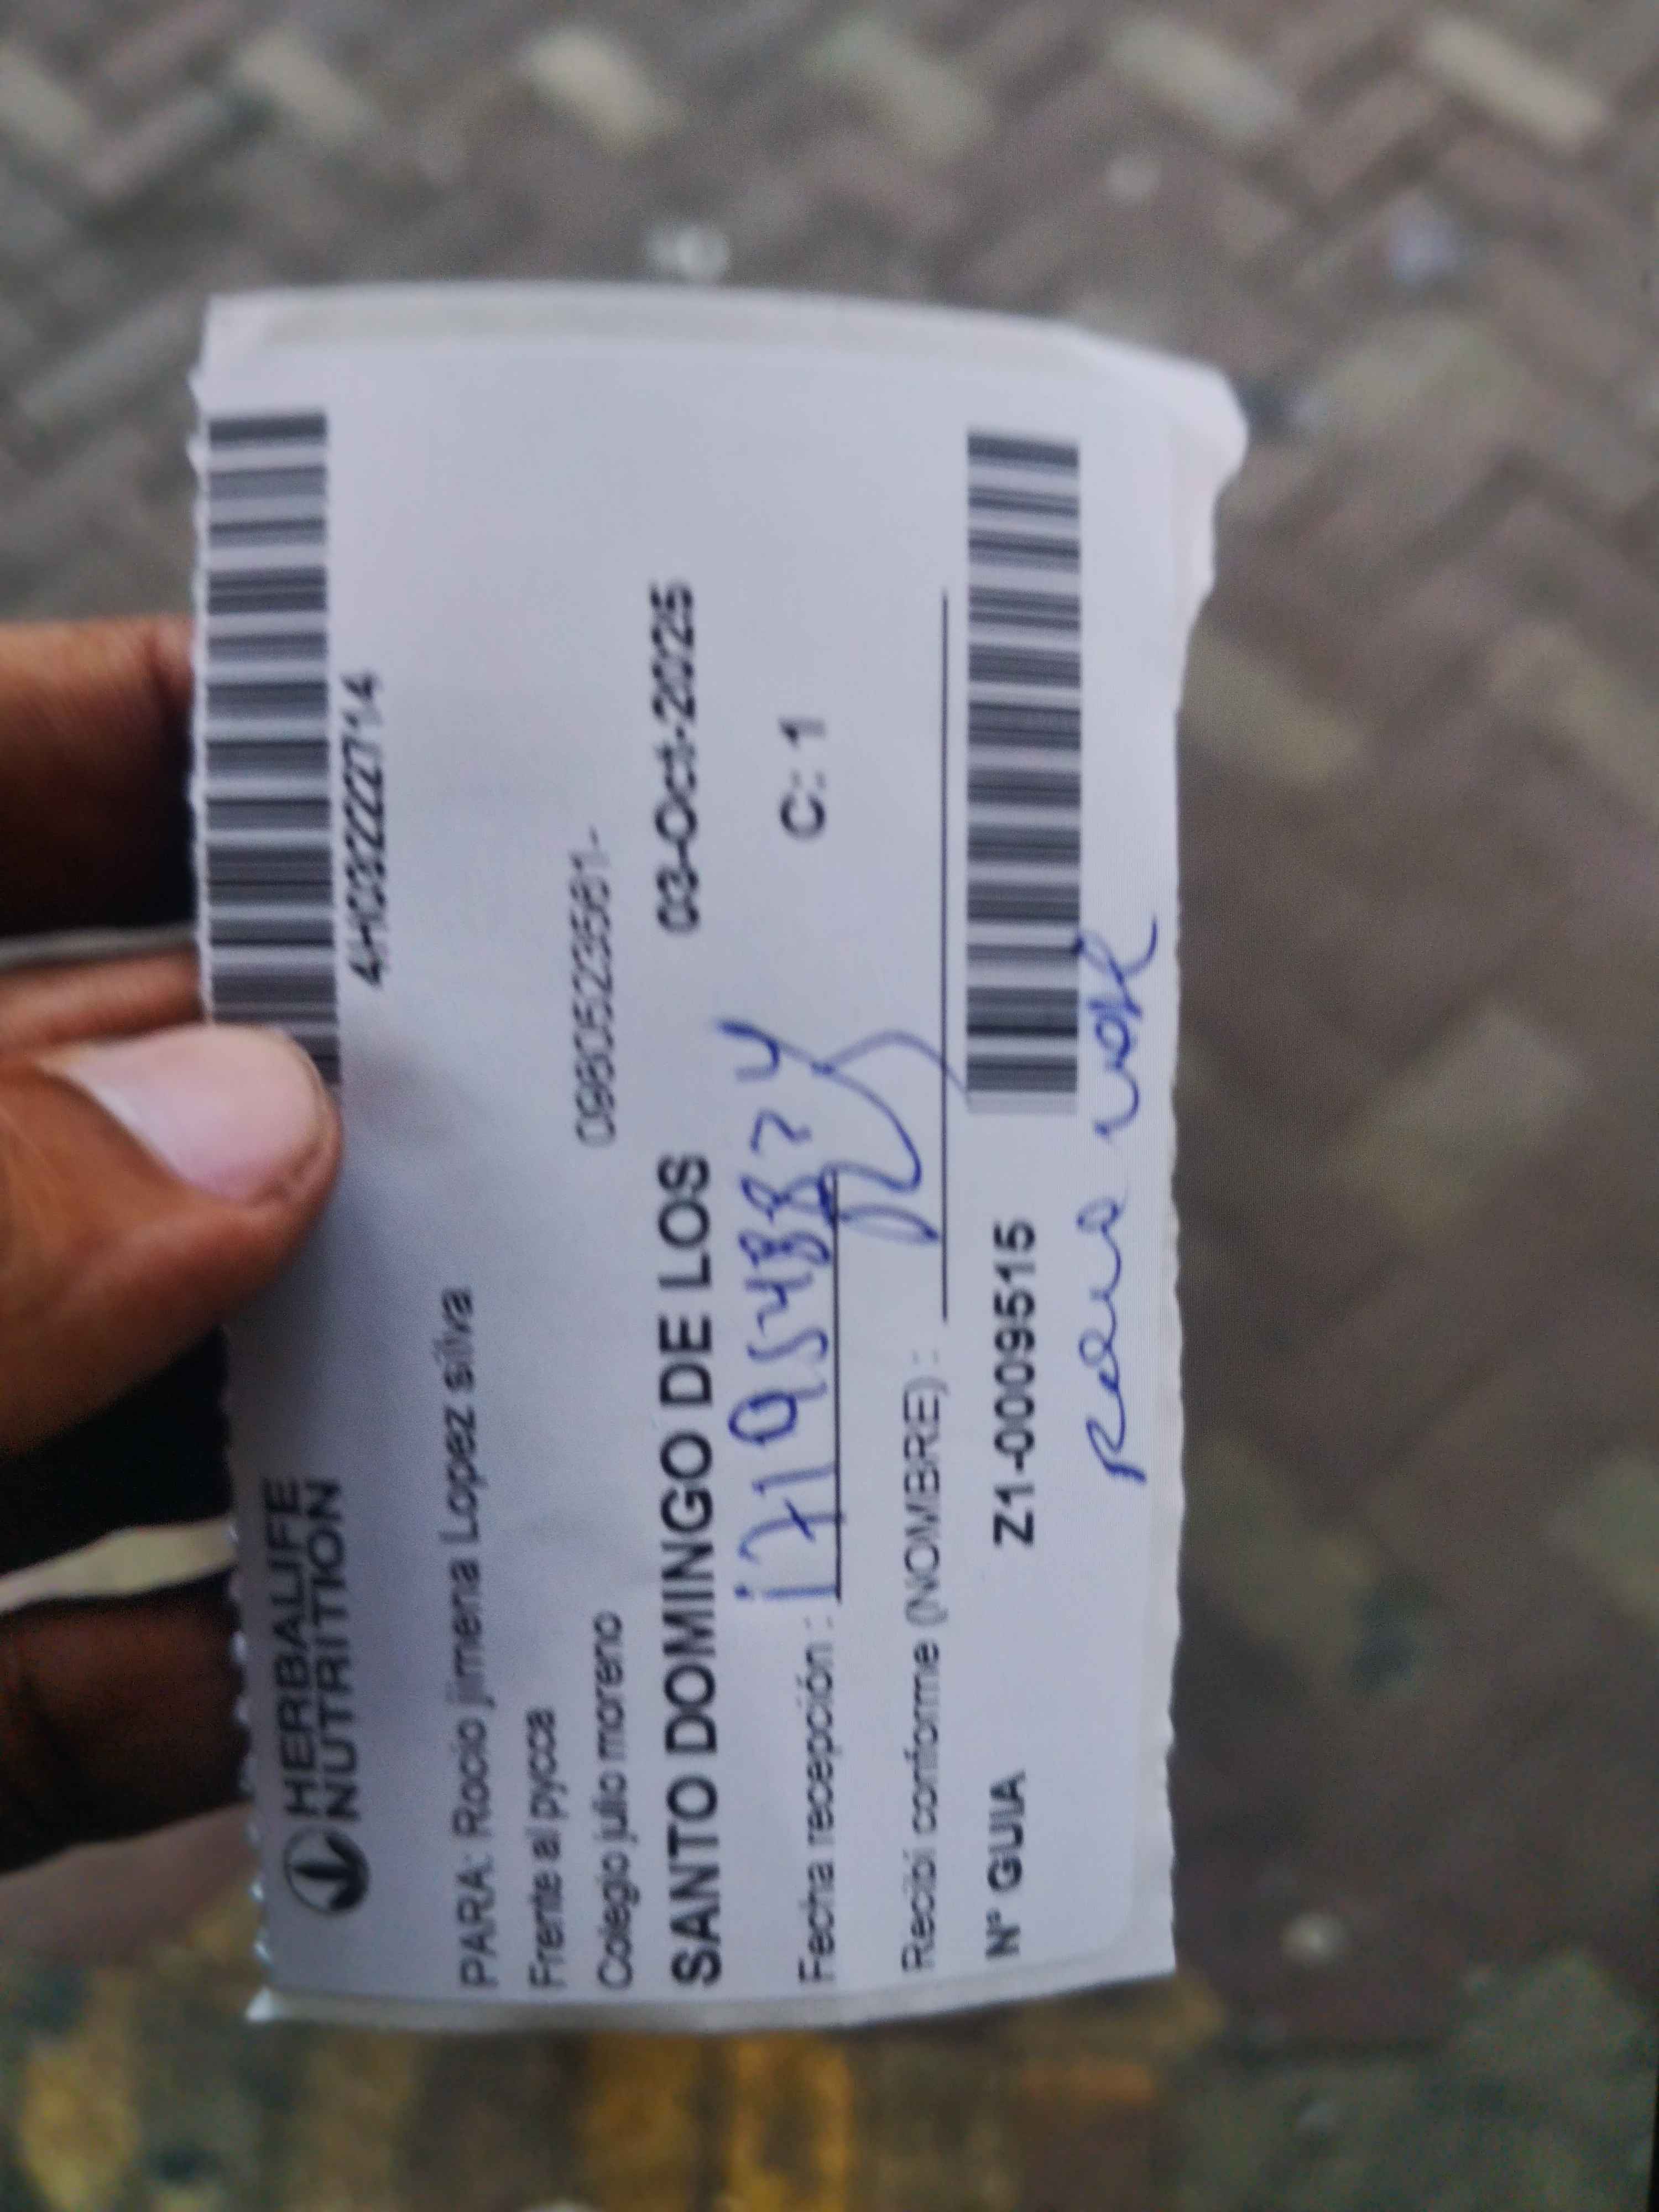 HERBALIFE
NUTRITION
4H00222714
PARA: Rocio jimena Lopez silva
Frente al pycca
Colegio julio moreno
0980523581-
SANTO DOMINGO DE LOS
03-Oct-2025
Fecha recepción :
C: 1
Recibí conforme (NOMBRE) :
N° GUIA
Z1-0009515